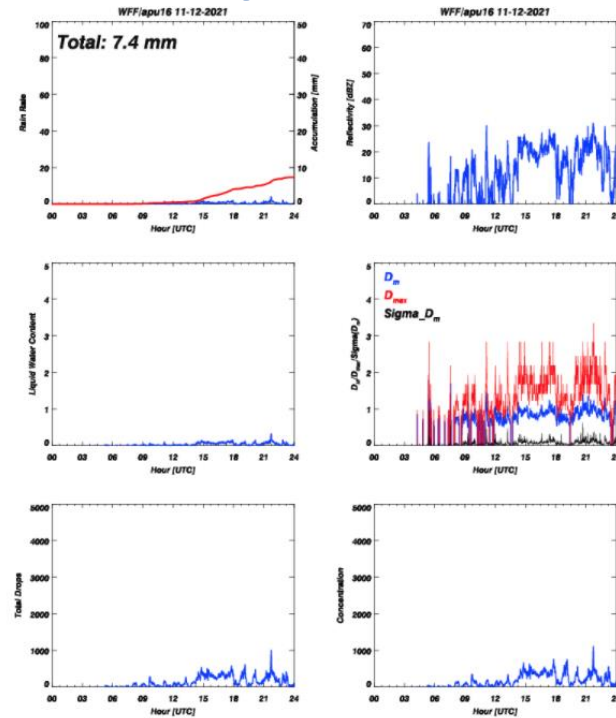 WFF/apu16 11-12-2021
Total: 7.4 mm
Rain Rate
100
80
60
40
20
0
50
40
30
20
10
0
Accumulation [mm]
00 03 06 09 12 15 18 21 24
Hour [UTC]
WFF/apu16 11-12-2021
Reflectivity [dBZ]
70
60
50
40
30
20
10
0
00 03 06 09 12 15 18 21
Hour [UTC]
Liquid Water Content
5
4
3
2
1
0
00 03 06 09 12 15 18 21 24
Hour [UTC]
D_m
D_max
Sigma_D_m
D_m/D_max/Sigma(D_m)
5
4
3
2
1
0
00 03 06 09 12 15 18 21
Hour [UTC]
Total Drops
5000
4000
3000
2000
1000
0
00 03 06 09 12 15 18 21 24
Hour [UTC]
Concentration
5000
4000
3000
2000
1000
0
00 03 06 09 12 15 18 21
Hour [UTC]